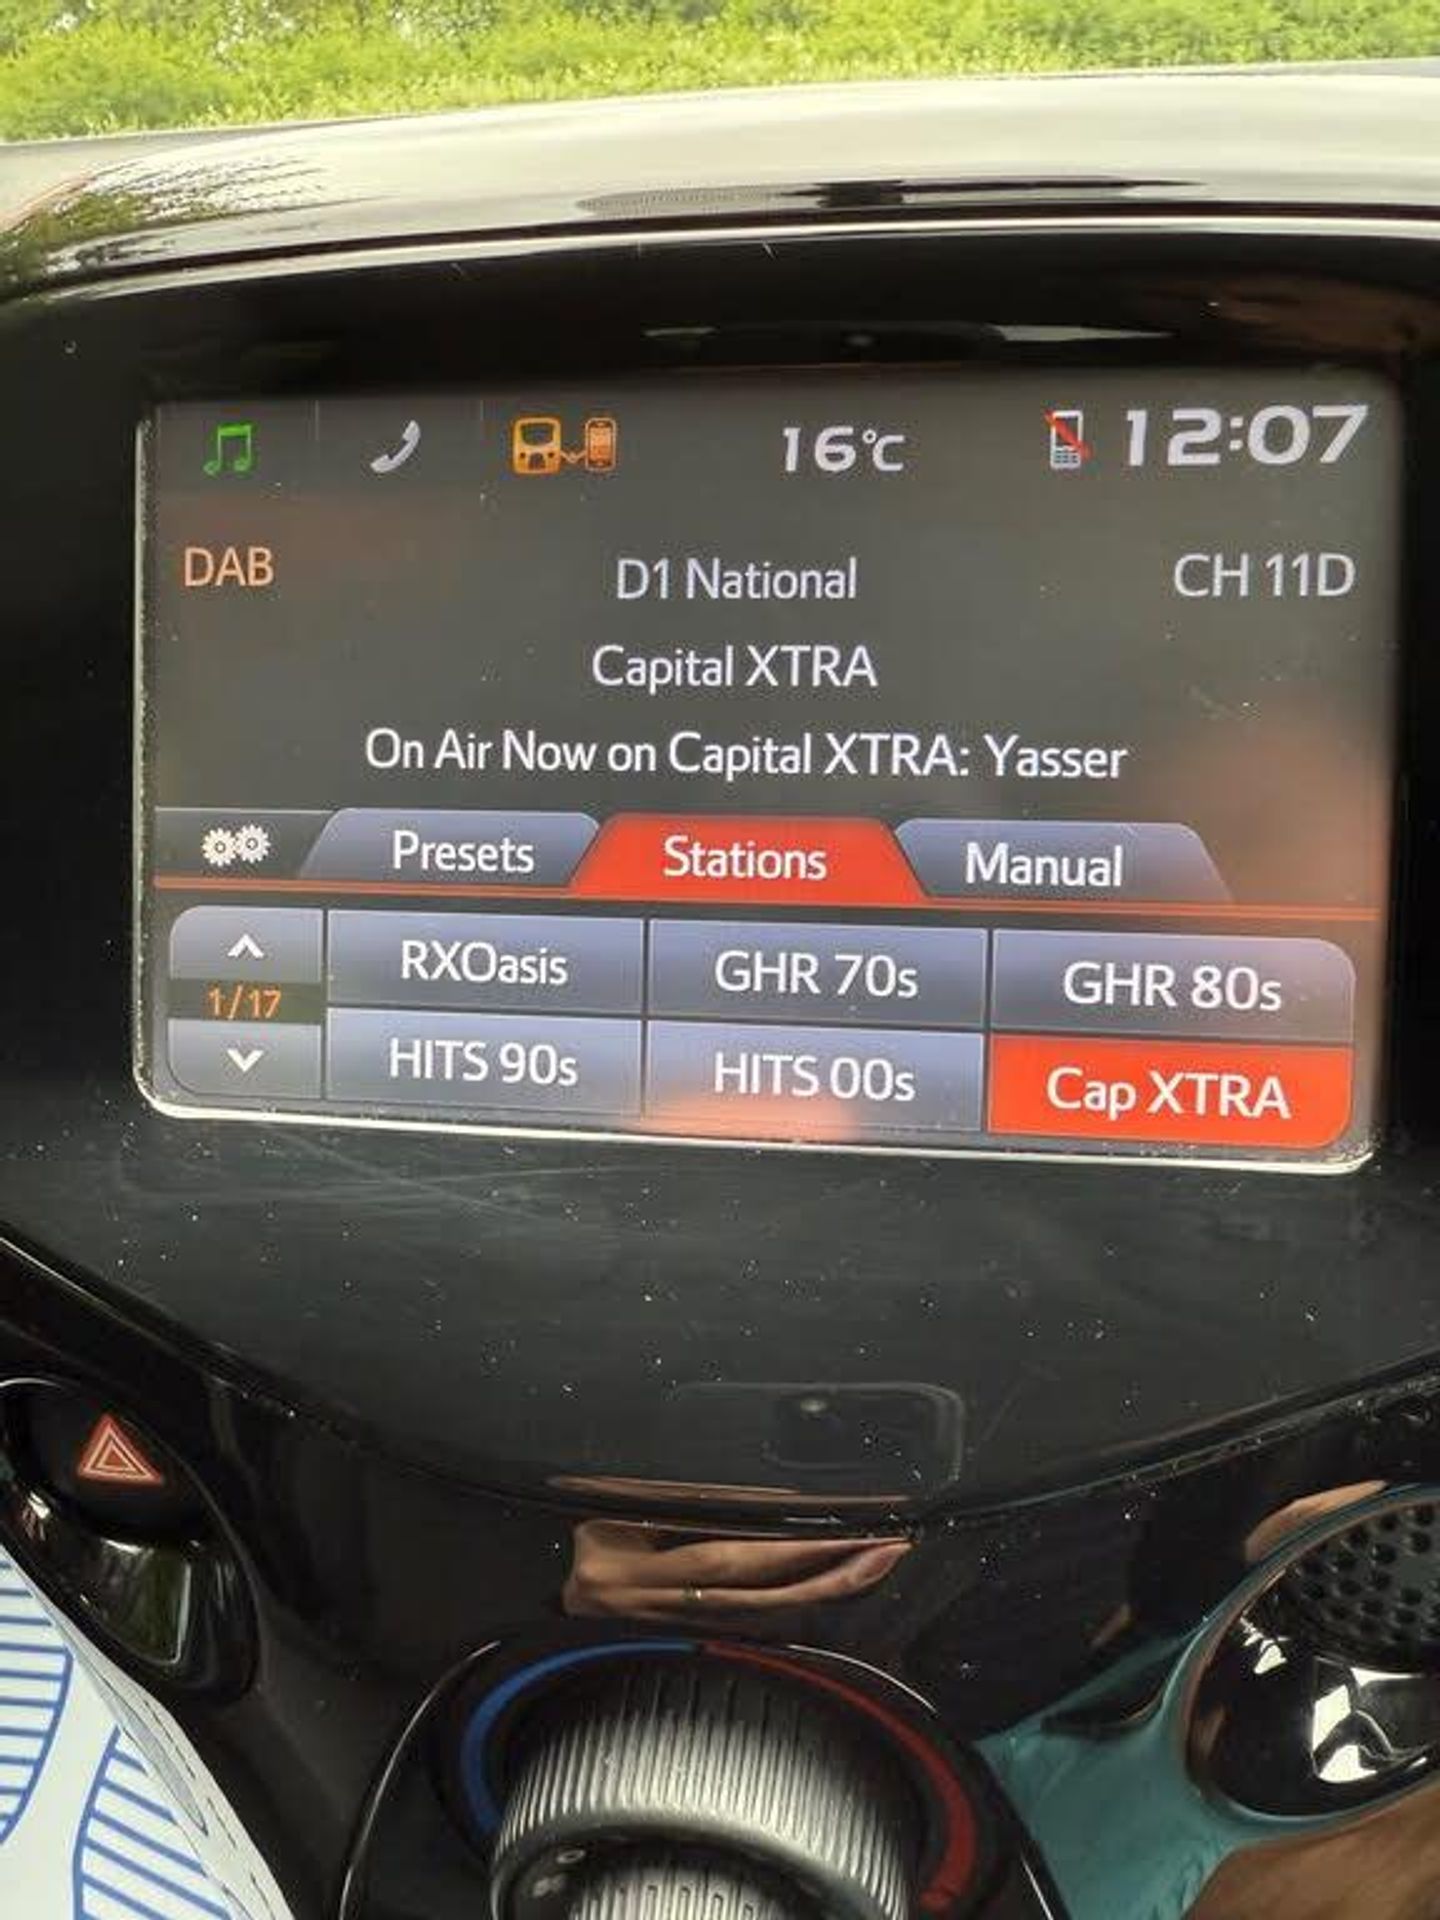 16°C 12:07
DAB D1 National CH 11D
Capital XTRA
On Air Now on Capital XTRA: Yasser
Presets Stations Manual
RXOasis GHR 70s GHR 80s
1/17
HITS 90s HITS 00s Cap XTRA